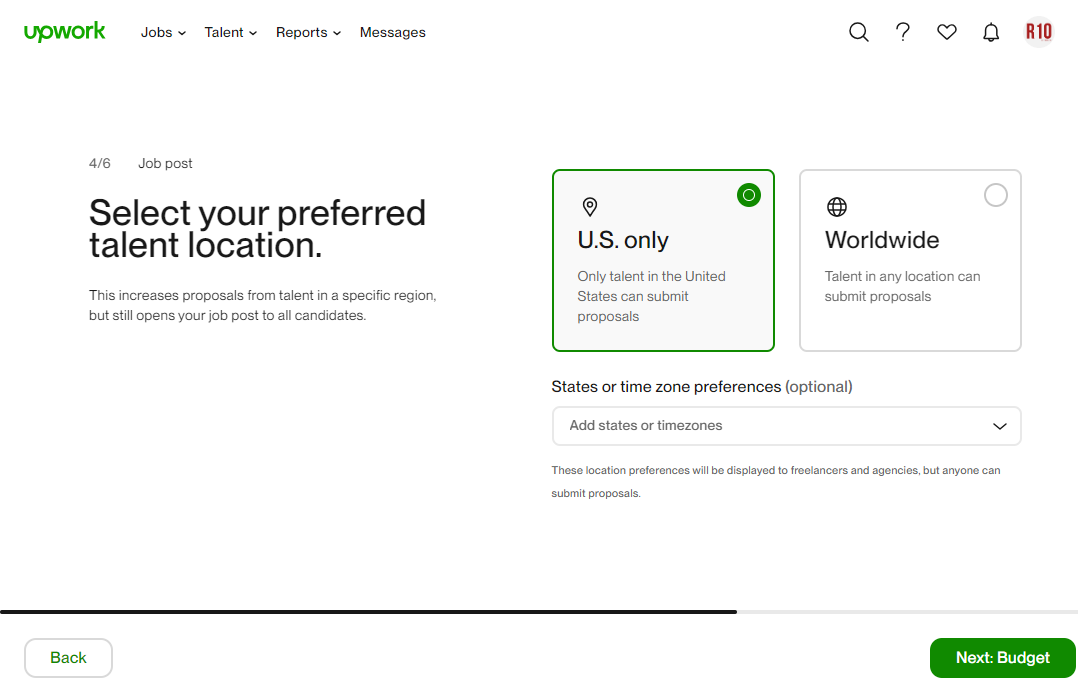 upwork
Jobs
Talent
Reports
Messages
R10
4/6 Job post
Select your preferred
talent location.
This increases proposals from talent in a specific region,
but still opens your job post to all candidates.
U.S. only
Only talent in the United
States can submit
proposals
Worldwide
Talent in any location can
submit proposals
States or time zone preferences (optional)
Add states or timezones
These location preferences will be displayed to freelancers and agencies, but anyone can
submit proposals.
Back
Next: Budget